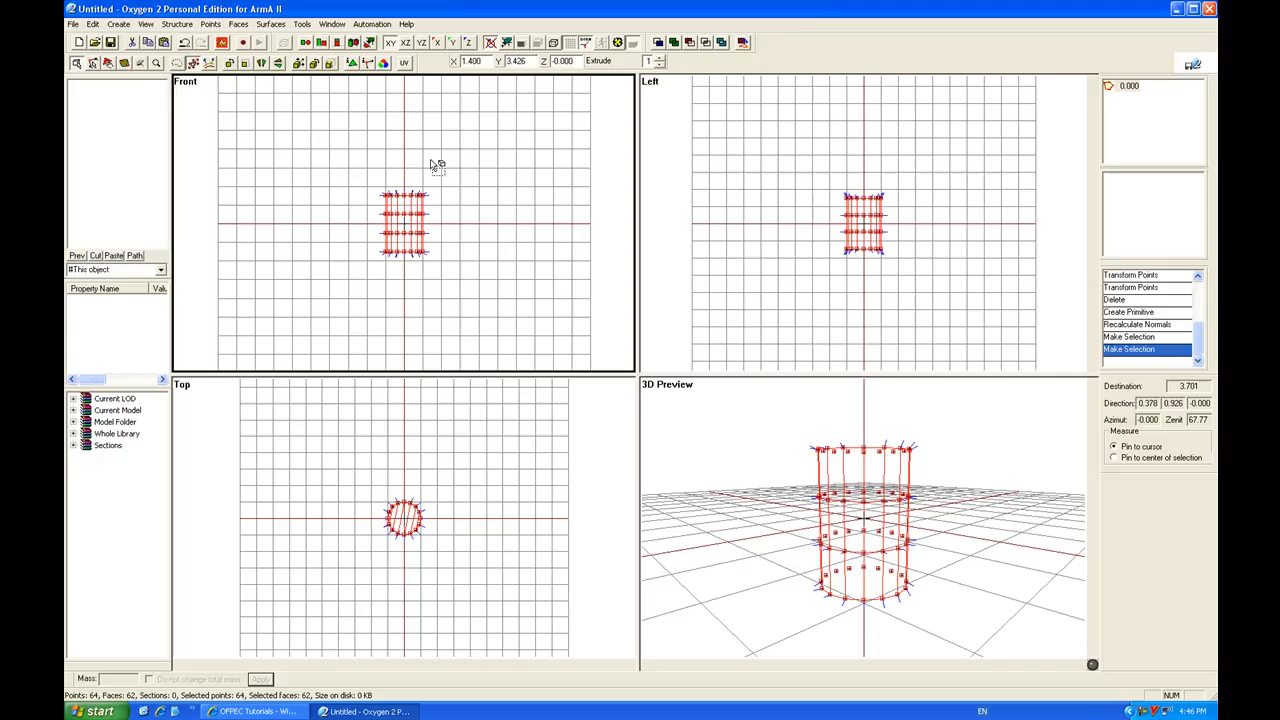 Untitled - Oxygen 2 Personal Edition for ArmA II
File Edit Create View Structure Points Faces Surfaces Tools Window Automation Help
XY XZ YZ X Y Z
UV X 1.400 Y 3.426 Z -0.000 Extrude 1
Front
Left
0.000
Prev Cut Paste Path
#This object
Property Name Valu
Transform Points
Transform Points
Delete
Create Primitive
Recalculate Normals
Make Selection
Make Selection
Top
3D Preview
Destination: 3.701
Direction: 0.378 0.926 -0.000
Azimut: -0.000 Zenit 67.77
Measure
Pin to cursor
Pin to center of selection
Current LOD
Current Model
Model Folder
Whole Library
Sections
Mass: Do not change total mass Apply
Points: 64, Faces: 62, Sections: 0, Selected points: 64, Selected faces: 62, Size on disk: 0 KB
NUM
start OFPEC Tutorials - Wi... Untitled - Oxygen 2 P... EN 4:46 PM